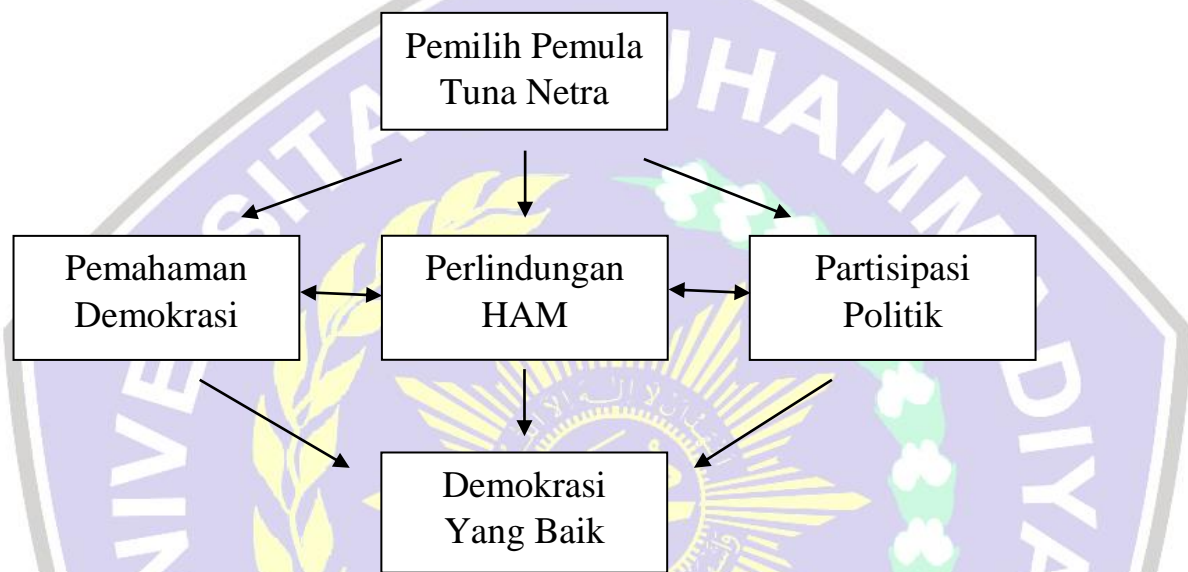 Pemilih Pemula
Tuna Netra
Pemahaman
Demokrasi
Perlindungan
HAM
Partisipasi
Politik
Demokrasi
Yang Baik